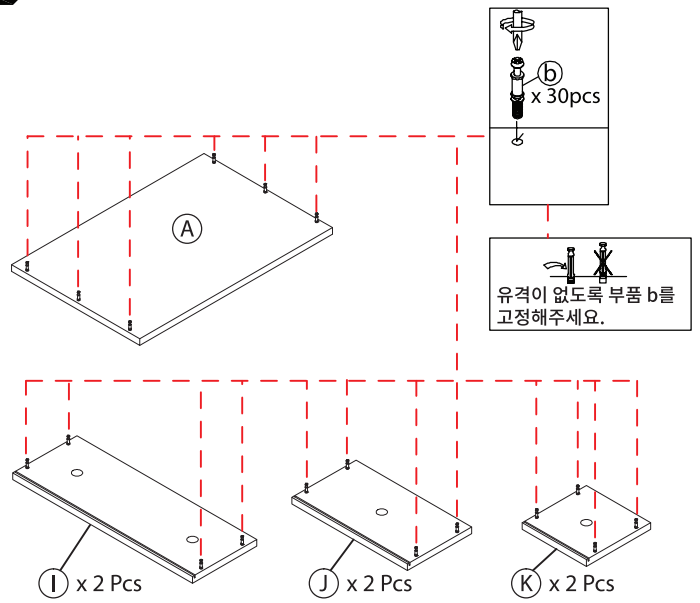 b
x 30pcs
A
유격이 없도록 부품 b를
고정해주세요.
I x 2 Pcs
J x 2 Pcs
K x 2 Pcs